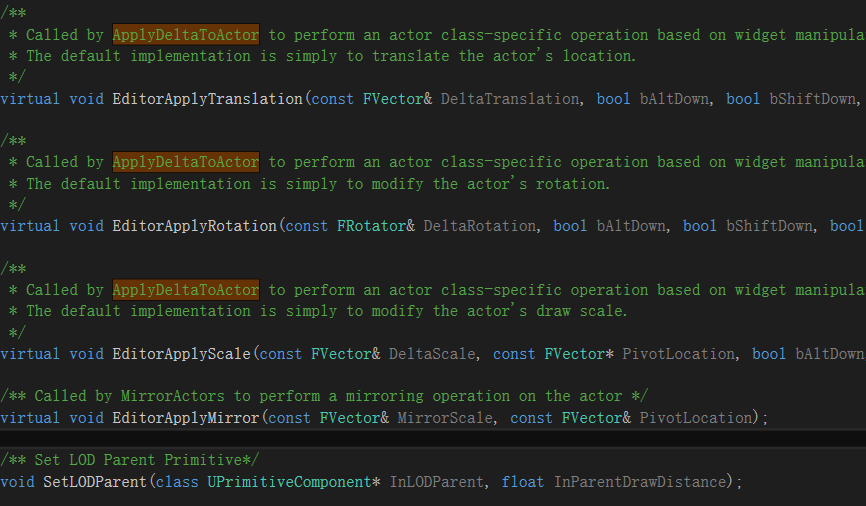 /**
* Called by ApplyDeltaToActor to perform an actor class-specific operation based on widget manipula
* The default implementation is simply to translate the actor's location.
*/
virtual void EditorApplyTranslation(const FVector& DeltaTranslation, bool bAltDown, bool bShiftDown,
/**
* Called by ApplyDeltaToActor to perform an actor class-specific operation based on widget manipula
* The default implementation is simply to modify the actor's rotation.
*/
virtual void EditorApplyRotation(const FRotator& DeltaRotation, bool bAltDown, bool bShiftDown, bool
/**
* Called by ApplyDeltaToActor to perform an actor class-specific operation based on widget manipula
* The default implementation is simply to modify the actor's draw scale.
*/
virtual void EditorApplyScale(const FVector& DeltaScale, const FVector* PivotLocation, bool bAltDown
/** Called by MirrorActors to perform a mirroring operation on the actor */
virtual void EditorApplyMirror(const FVector& MirrorScale, const FVector& PivotLocation);
/** Set LOD Parent Primitive*/
void SetLODParent(class UPrimitiveComponent* InLODParent, float InParentDrawDistance);